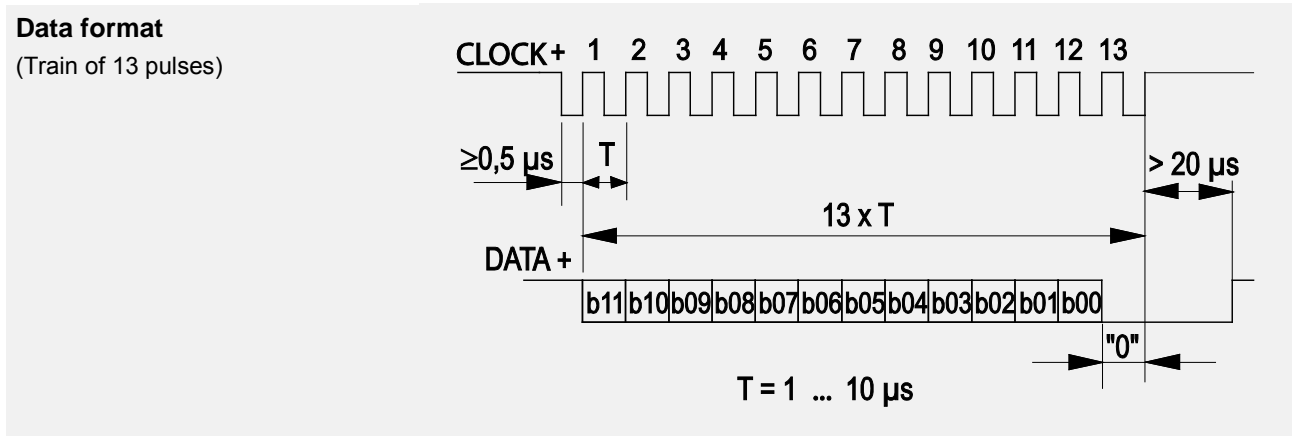 Data format
(Train of 13 pulses)
CLOCK+ 1 2 3 4 5 6 7 8 9 10 11 12 13
≥0,5 µs T > 20 µs
13 x T
DATA +
b11 b10 b09 b08 b07 b06 b05 b04 b03 b02 b01 b00
"0"
T = 1 ... 10 µs